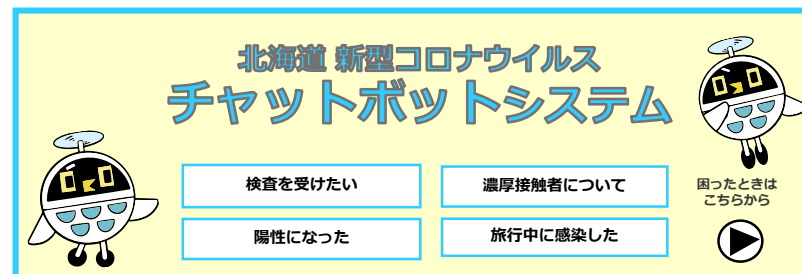 北海道 新型コロナウイルス
チャットボットシステム
検査を受けたい
濃厚接触者について
陽性になった
旅行中に感染した
困ったときは
こちらから